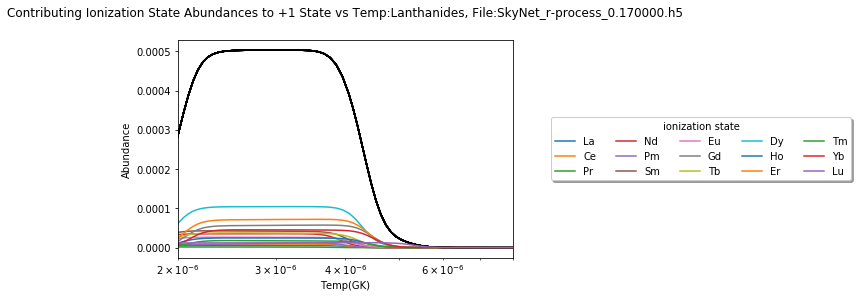 Contributing Ionization State Abundances to +1 State vs Temp:Lanthanides, File:SkyNet_r-process_0.170000.h5
0.0005
0.0004
0.0003
0.0002
0.0001
0.0000
Abundance
2 × 10⁻⁶
3 × 10⁻⁶
4 × 10⁻⁶
6 × 10⁻⁶
Temp(GK)
ionization state
La Nd Eu Dy Tm
Ce Pm Gd Ho Yb
Pr Sm Tb Er Lu